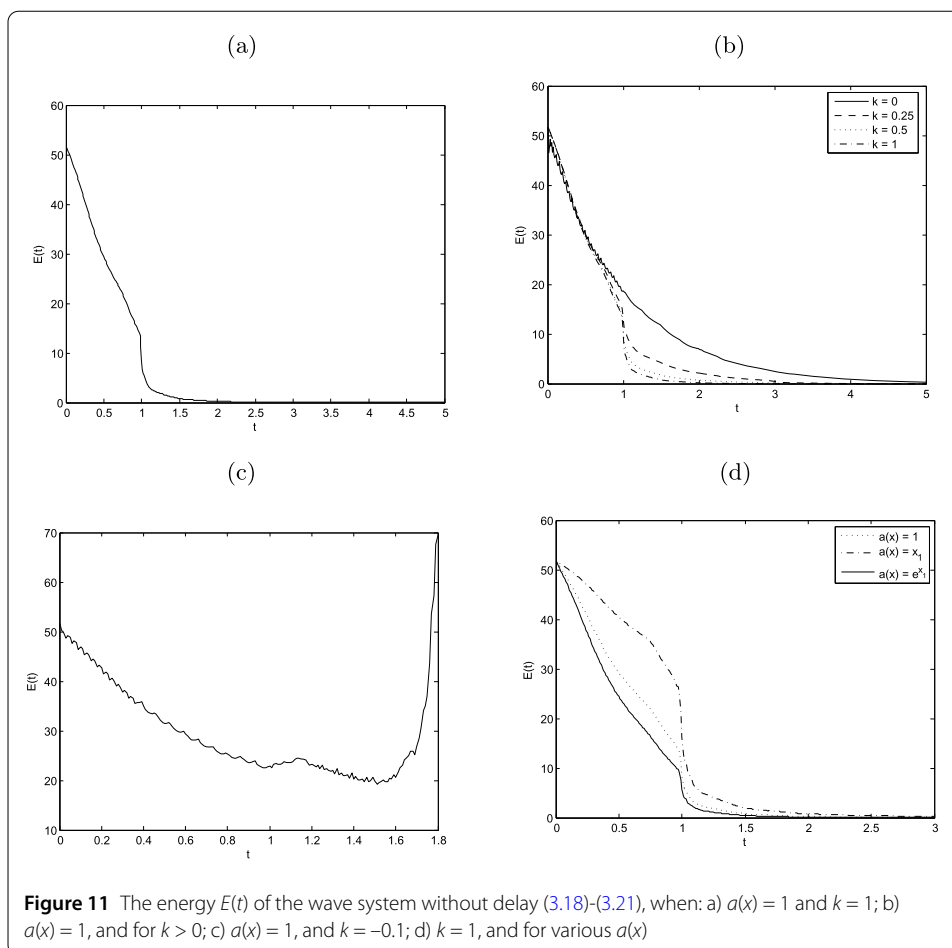 (a)
(b)
60
50
40
30
20
10
0
E(t)
0 0.5 1 1.5 2 2.5 3 3.5 4 4.5 5
t
60
50
40
30
20
10
0
E(t)
k = 0
k = 0.25
k = 0.5
k = 1
0 1 2 3 4 5
t
(c)
(d)
70
60
50
40
30
20
10
E(t)
0 0.2 0.4 0.6 0.8 1 1.2 1.4 1.6 1.8
t
60
50
40
30
20
10
0
E(t)
a(x) = 1
a(x) = x₁
a(x) = e^x₁
0 0.5 1 1.5 2 2.5 3
t
Figure 11 The energy E(t) of the wave system without delay (3.18)-(3.21), when: a) a(x) = 1 and k = 1; b)
a(x) = 1, and for k > 0; c) a(x) = 1, and k = –0.1; d) k = 1, and for various a(x)